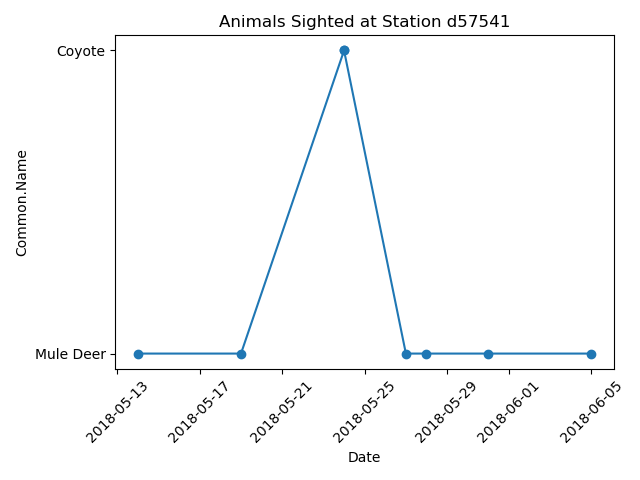 Animals Sighted at Station d57541
Coyote
Common.Name
Mule Deer
2018-05-13
2018-05-17
2018-05-21
2018-05-25
2018-05-29
2018-06-01
2018-06-05
Date